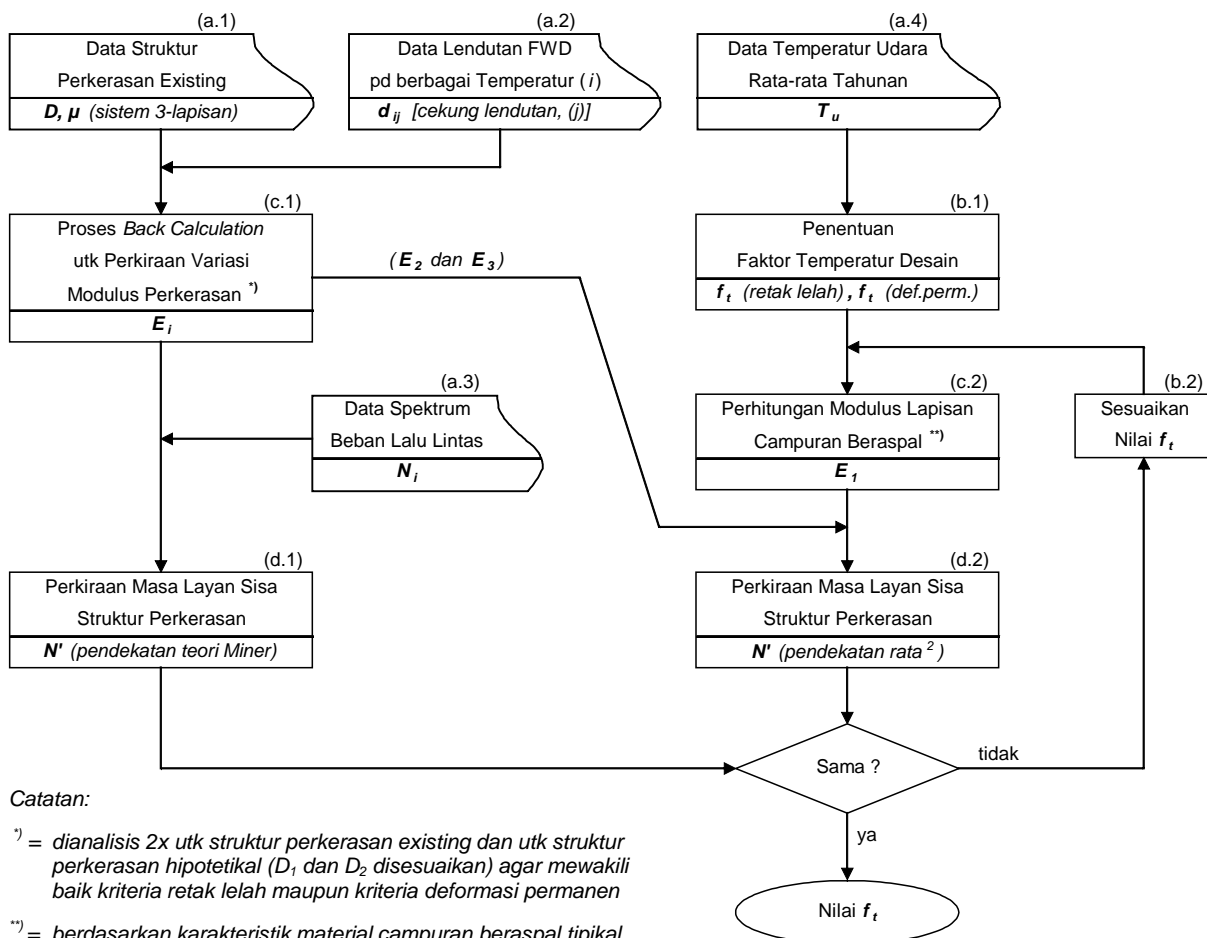 (a.1)
Data Struktur
Perkerasan Existing
D, µ (sistem 3-lapisan)
(a.2)
Data Lendutan FWD
pd berbagai Temperatur ( i )
d ij [cekung lendutan, (j)]
(a.4)
Data Temperatur Udara
Rata-rata Tahunan
T u
(c.1)
Proses Back Calculation
utk Perkiraan Variasi
Modulus Perkerasan *)
E i
( E 2 dan E 3 )
(b.1)
Penentuan
Faktor Temperatur Desain
f t (retak lelah) , f t (def.perm.)
(a.3)
Data Spektrum
Beban Lalu Lintas
N i
(c.2)
Perhitungan Modulus Lapisan
Campuran Beraspal **)
E 1
(b.2)
Sesuaikan
Nilai f t
(d.1)
Perkiraan Masa Layan Sisa
Struktur Perkerasan
N' (pendekatan teori Miner)
(d.2)
Perkiraan Masa Layan Sisa
Struktur Perkerasan
N' (pendekatan rata 2 )
Sama ?
tidak
ya
Nilai f t
Catatan:
*) = dianalisis 2x utk struktur perkerasan existing dan utk struktur
perkerasan hipotetikal (D1 dan D2 disesuaikan) agar mewakili
baik kriteria retak lelah maupun kriteria deformasi permanen
**) = berdasarkan karakteristik material campuran beraspal tipikal